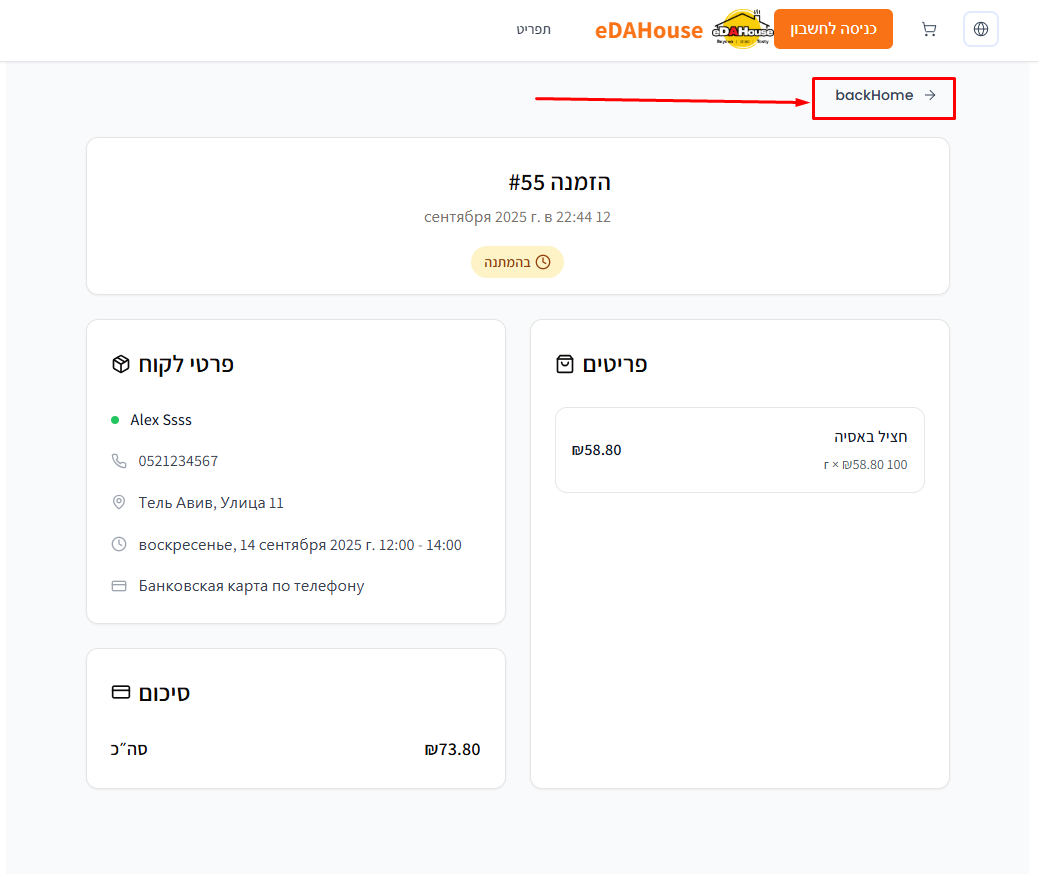 כניסה לחשבון
eDAHouse
eDAHouse
תפריט
backHome
הזמנה #55
12 сентября 2025 г. в 22:44
בהמתנה
פריטים
חציל באסיה
100 г × ₪58.80
₪58.80
פרטי לקוח
Alex Ssss
0521234567
Тель Авив, Улица 11
воскресенье, 14 сентября 2025 г. 12:00 - 14:00
Банковская карта по телефону
סיכום
סה״כ
₪73.80